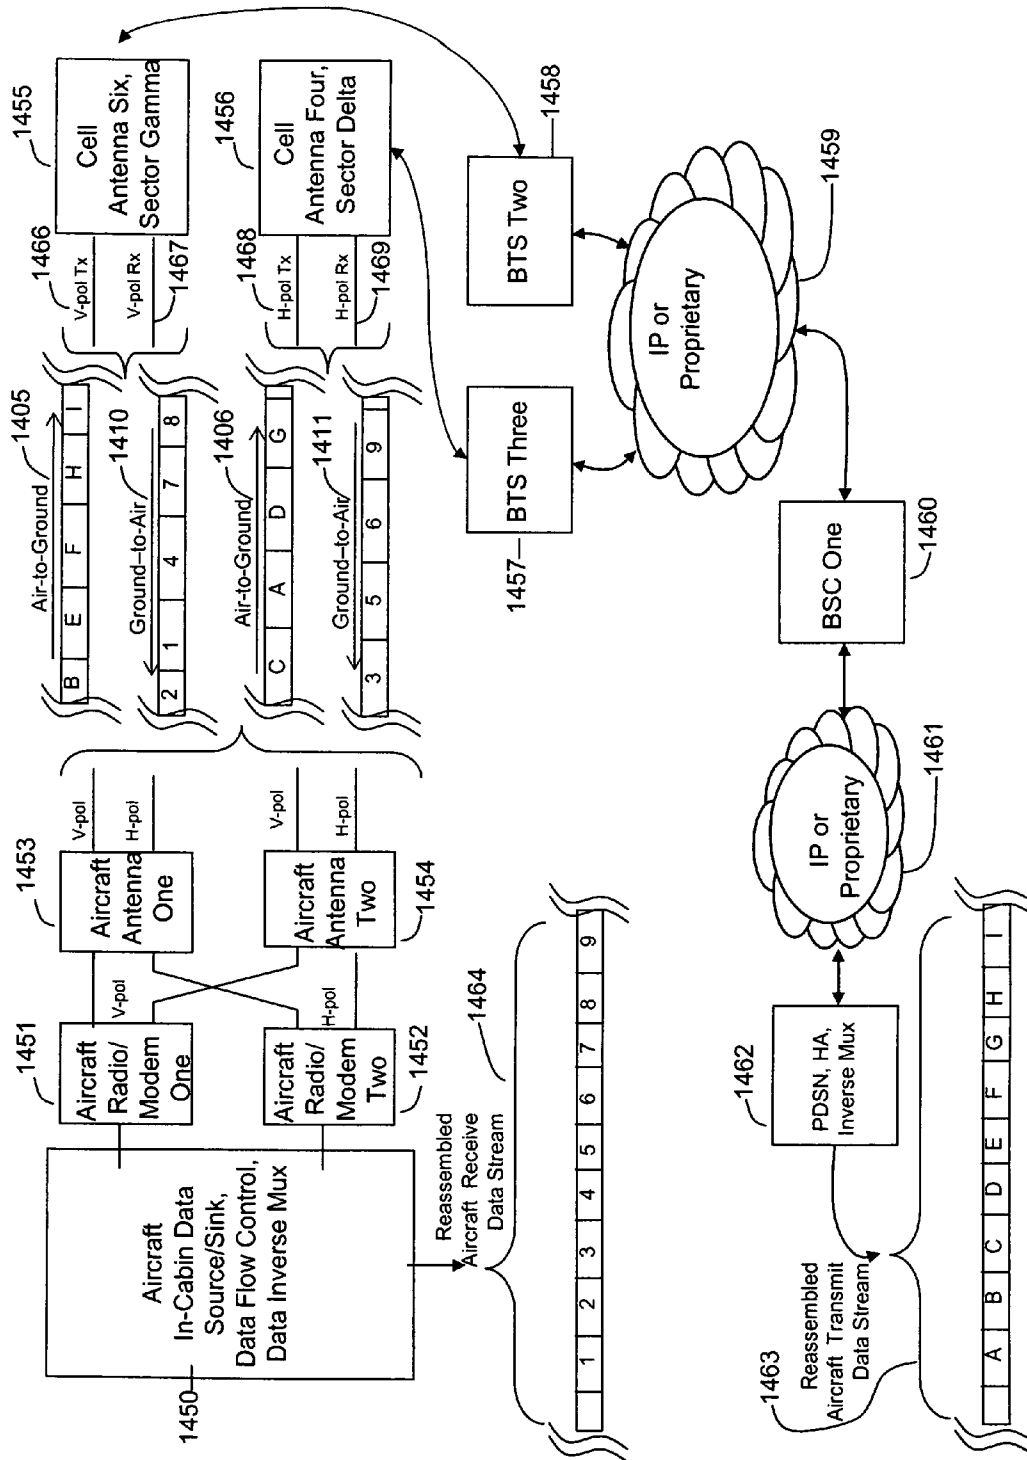 Aircraft
In-Cabin Data
Source/Sink,
Data Flow Control,
Data Inverse Mux
1450
Aircraft
Radio/
Modem
One
1451
V-pol
Aircraft
Radio/
Modem
Two
1452
H-pol
Aircraft
Antenna
One
1453
V-pol
H-pol
Aircraft
Antenna
Two
1454
V-pol
H-pol
Air-to-Ground
1405
B E F H I
Ground–to-Air
1410
2 1 4 7 8
Air-to-Ground
1406
C A D G I
Ground–to-Air
1411
3 5 6 9
1466
V-pol Tx
V-pol Rx
1467
Cell
Antenna Six,
Sector Gamma
1455
1468
H-pol Tx
H-pol Rx
1469
Cell
Antenna Four,
Sector Delta
1456
Reassembled
Aircraft Receive
Data Stream
1464
1 2 3 4 5 6 7 8 9
BTS Three
1457
BTS Two
1458
IP or
Proprietary
1459
BSC One
1460
IP or
Proprietary
1461
PDSN, HA,
Inverse Mux
1462
Reassembled
Aircraft Transmit
Data Stream
1463
A B C D E F G H I